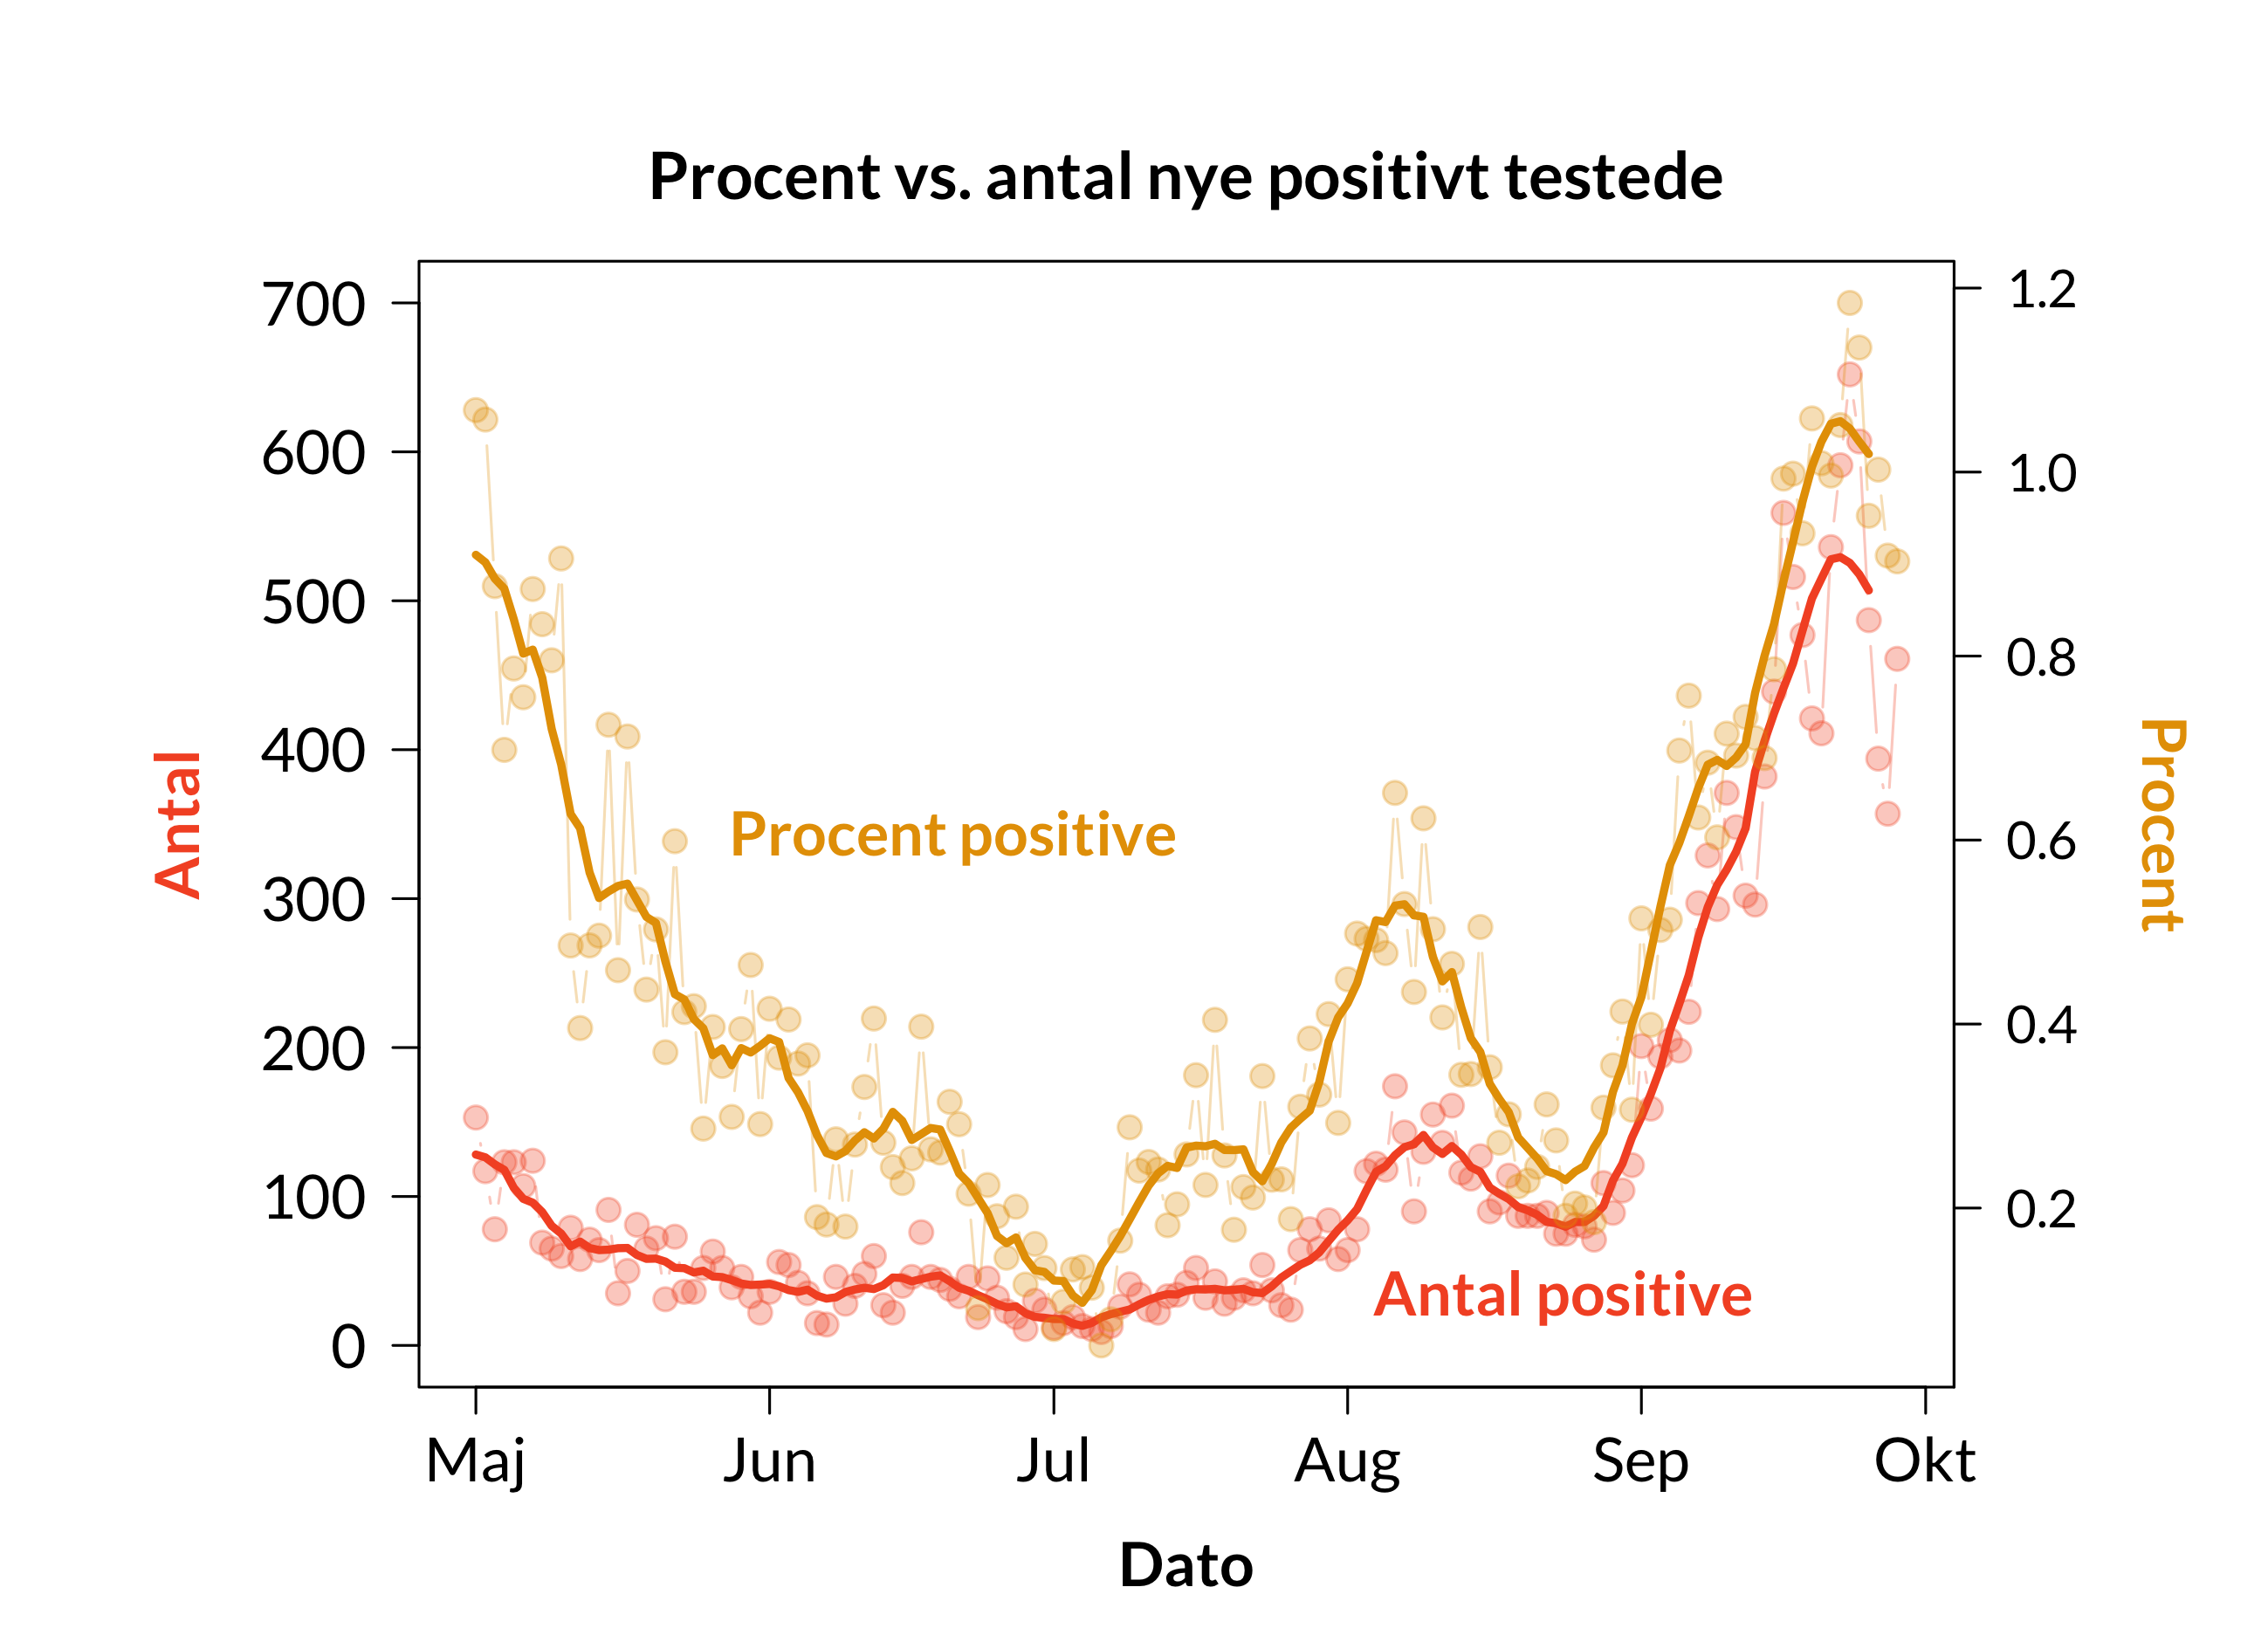 Procent vs. antal nye positivt testede
700
600
500
400
300
200
100
0
Antal
1.2
1.0
0.8
0.6
0.4
0.2
Procent
Procent positive
Antal positive
Maj Jun Jul Aug Sep Okt
Dato